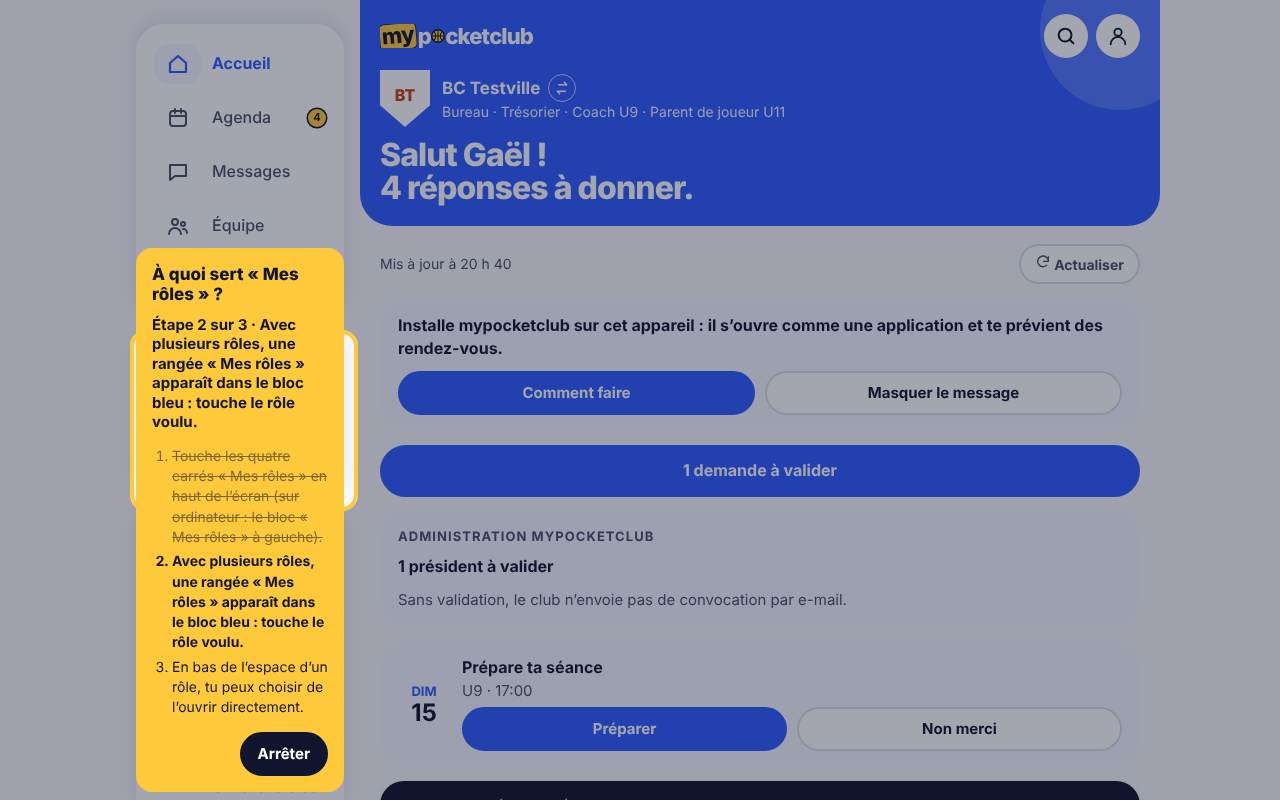 Accueil
Agenda
4
Messages
Équipe
À quoi sert « Mes
rôles » ?
Étape 2 sur 3 · Avec
plusieurs rôles, une
rangée « Mes rôles »
apparaît dans le bloc
bleu : touche le rôle
voulu.
1. Touche les quatre
carrés « Mes rôles » en
haut de l’écran (sur
ordinateur : le bloc «
Mes rôles » à gauche).
2. Avec plusieurs rôles,
une rangée « Mes
rôles » apparaît dans
le bloc bleu : touche le
rôle voulu.
3. En bas de l’espace d’un
rôle, tu peux choisir de
l’ouvrir directement.
Arrêter
mypocketclub
BT
BC Testville
Bureau · Trésorier · Coach U9 · Parent de joueur U11
Salut Gaël !
4 réponses à donner.
Mis à jour à 20 h 40
Actualiser
Installe mypocketclub sur cet appareil : il s’ouvre comme une application et te prévient des
rendez-vous.
Comment faire
Masquer le message
1 demande à valider
ADMINISTRATION MYPOCKETCLUB
1 président à valider
Sans validation, le club n’envoie pas de convocation par e-mail.
DIM
15
Prépare ta séance
U9 · 17:00
Préparer
Non merci